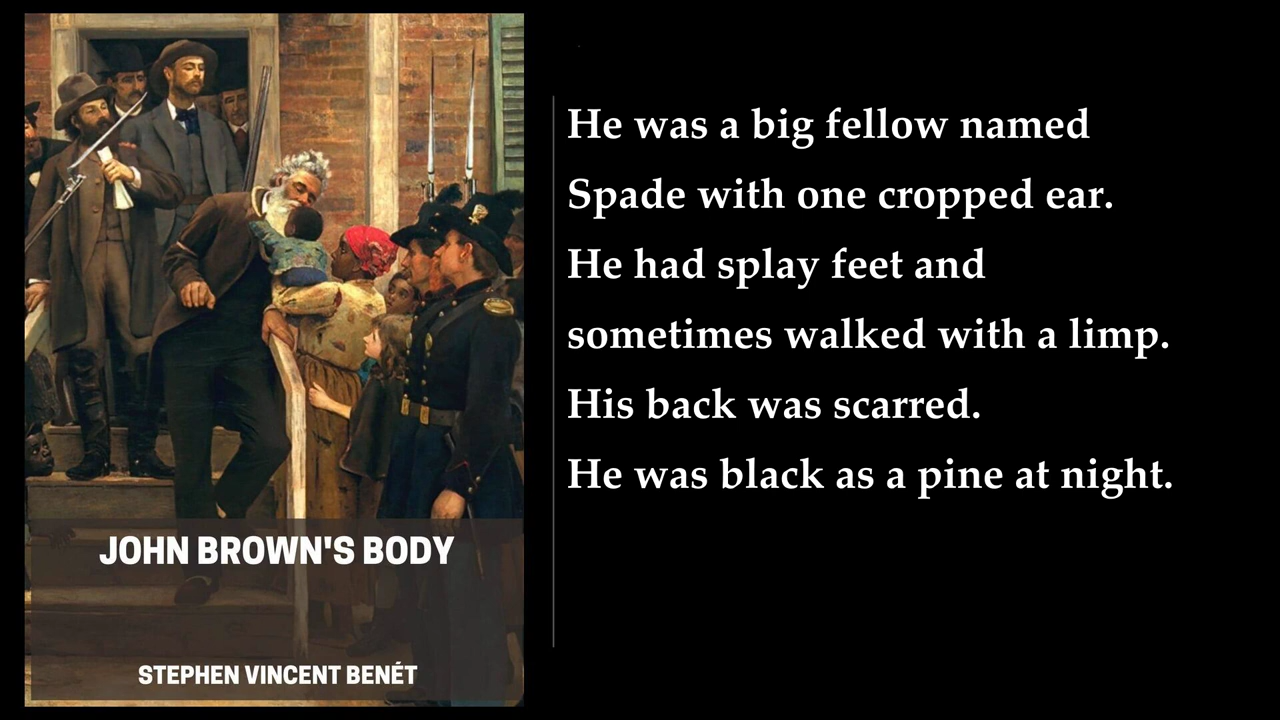 He was a big fellow named
Spade with one cropped ear.
He had splay feet and
sometimes walked with a limp.
His back was scarred.
He was black as a pine at night.
JOHN BROWN'S BODY
STEPHEN VINCENT BENÉT